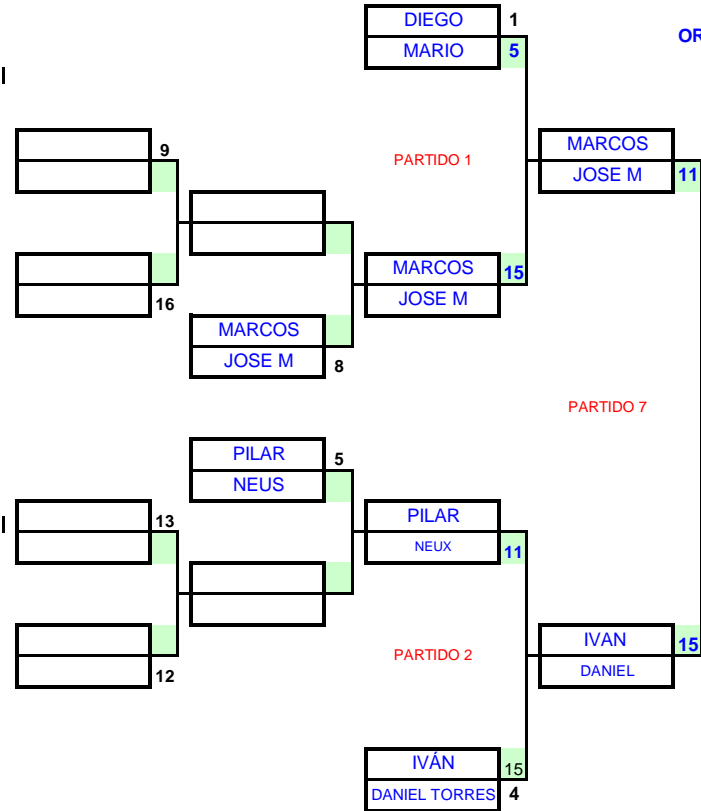 DIEGO 1
MARIO 5
OR
9
PARTIDO 1
MARCOS
JOSE M 11
MARCOS 15
JOSE M
16
MARCOS
JOSE M 8
PARTIDO 7
PILAR 5
NEUS
13
PILAR
NEUX 11
12
PARTIDO 2
IVAN 15
DANIEL
IVÁN 15
DANIEL TORRES 4